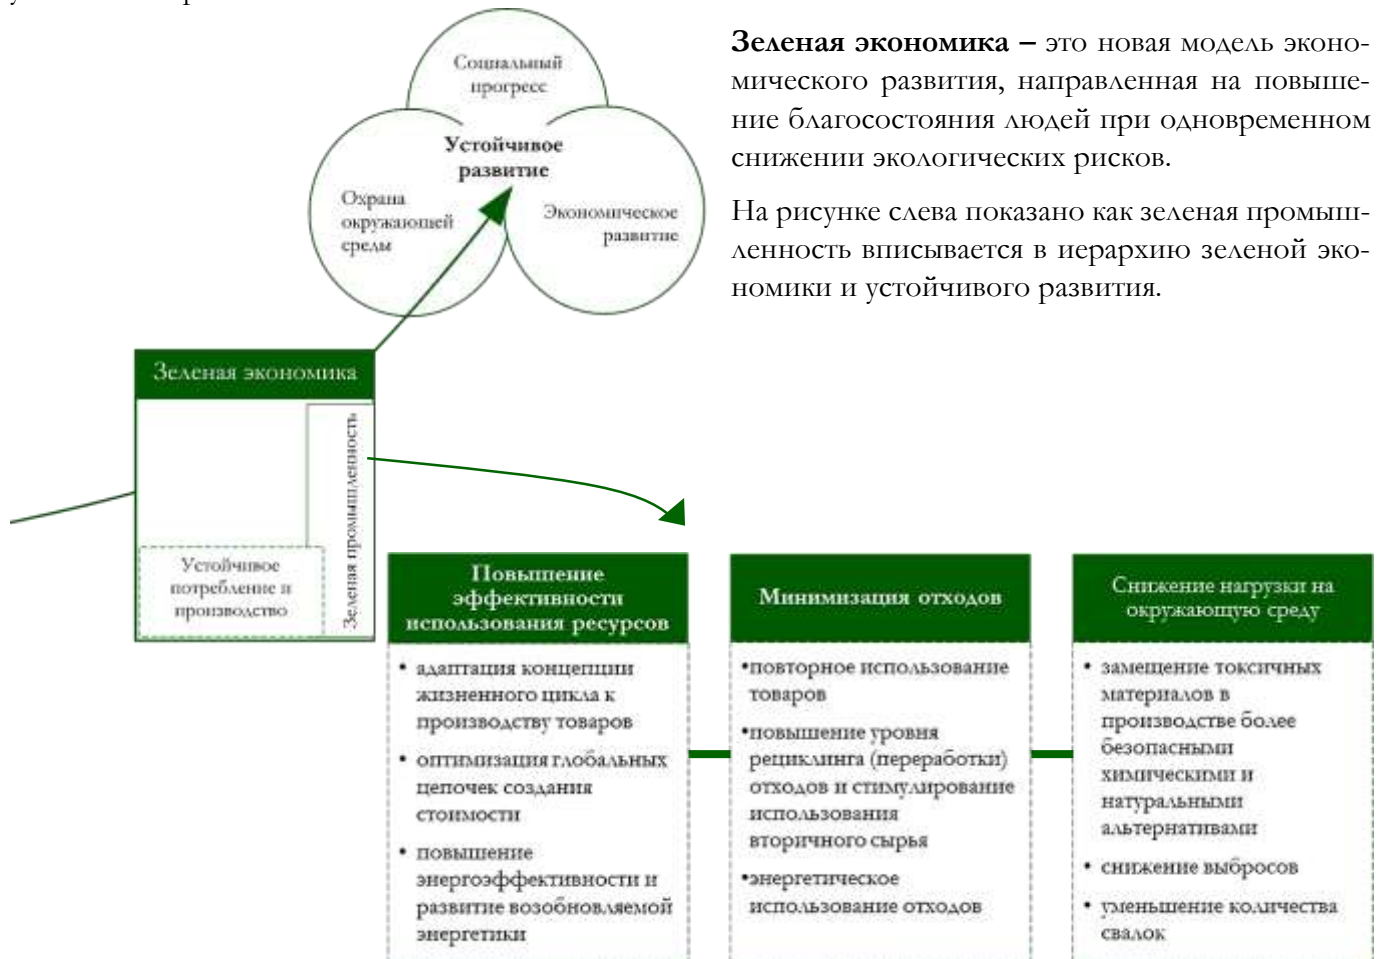 Социальный
прогресс
Устойчивое
развитие
Охрана
окружающей
среды
Экономическое
развитие
Зеленая экономика – это новая модель эконо-
мического развития, направленная на повыше-
ние благосостояния людей при одновременном
снижении экологических рисков.
На рисунке слева показано как зеленая промыш-
ленность вписывается в иерархию зеленой эко-
номики и устойчивого развития.
Зеленая экономика
Зеленая промышленность
Устойчивое
потребление и
производство
Повышение
эффективности
использования ресурсов
• адаптация концепции
жизненного цикла к
производству товаров
• оптимизация глобальных
цепочек создания
стоимости
• повышение
энергоэффективности и
развитие возобновляемой
энергетики
Минимизация отходов
•повторное использование
товаров
•повышение уровня
рециклинга (переработки)
отходов и стимулирование
использования
вторичного сырья
•энергетическое
использование отходов
Снижение нагрузки на
окружающую среду
• замещение токсичных
материалов в
производстве более
безопасными
химическими и
натуральными
альтернативами
• снижение выбросов
• уменьшение количества
свалок